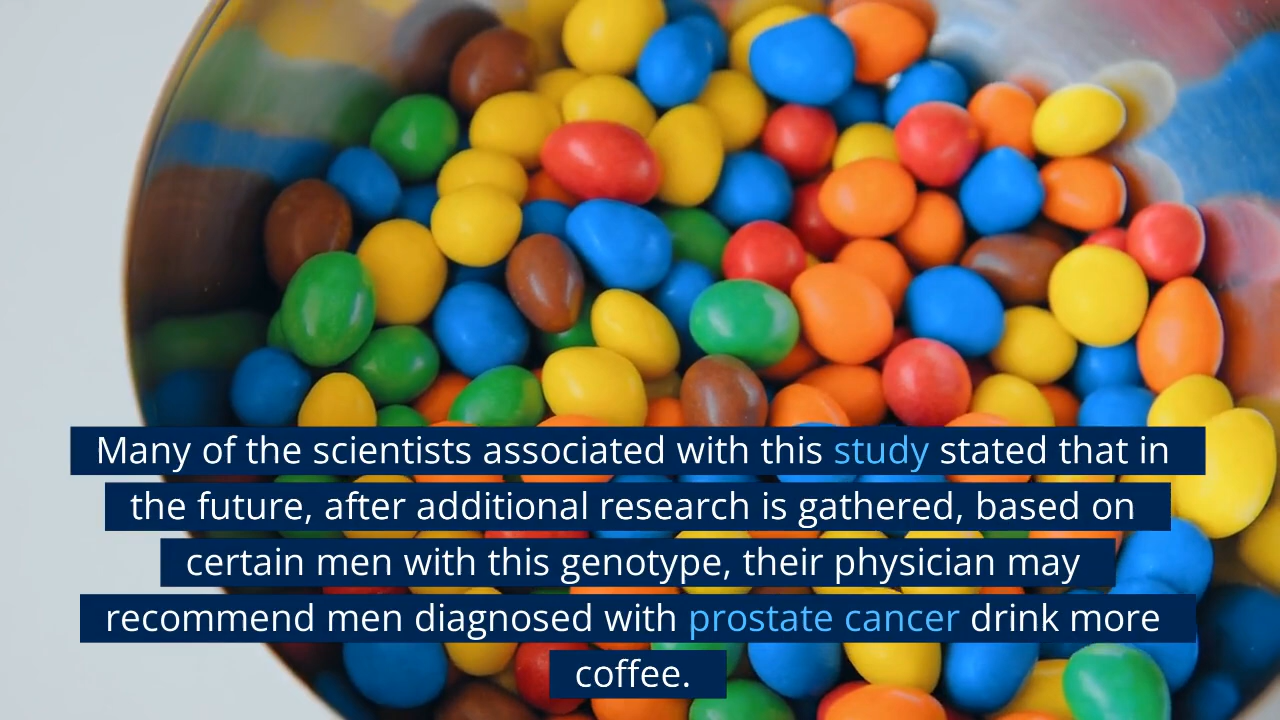 Many of the scientists associated with this study stated that in
the future, after additional research is gathered, based on
certain men with this genotype, their physician may
recommend men diagnosed with prostate cancer drink more
coffee.